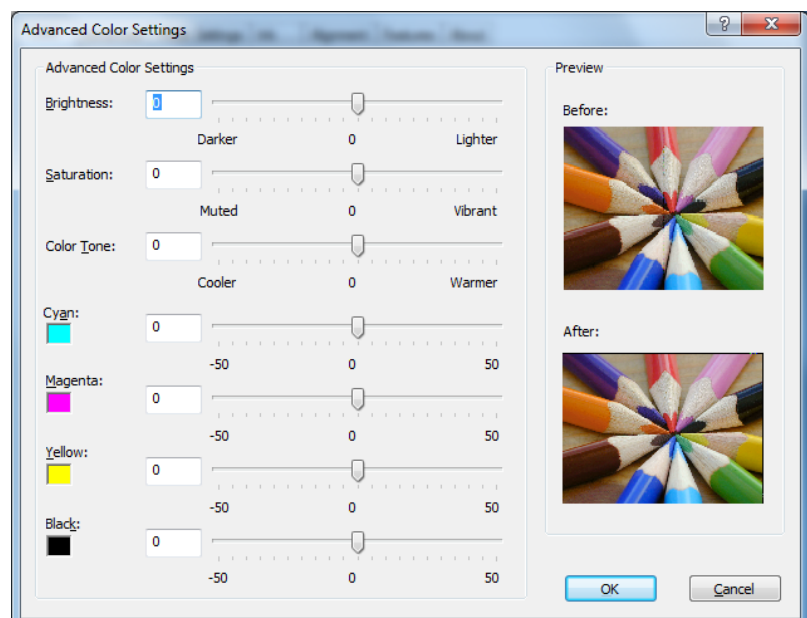 Advanced Color Settings
Advanced Color Settings
Brightness: 0
Darker 0 Lighter
Saturation: 0
Muted 0 Vibrant
Color Tone: 0
Cooler 0 Warmer
Cyan:
0
-50 0 50
Magenta:
0
-50 0 50
Yellow:
0
-50 0 50
Black:
0
-50 0 50
Preview
Before:
After:
OK Cancel